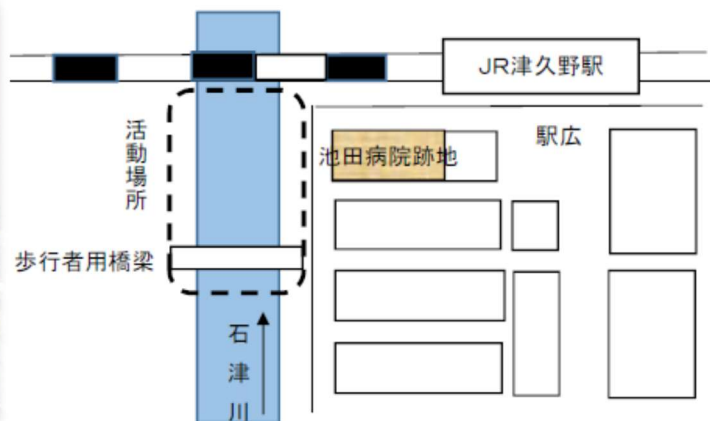 JR津久野駅
活動場所
池田病院跡地
駅広
歩行者用橋梁
石津川